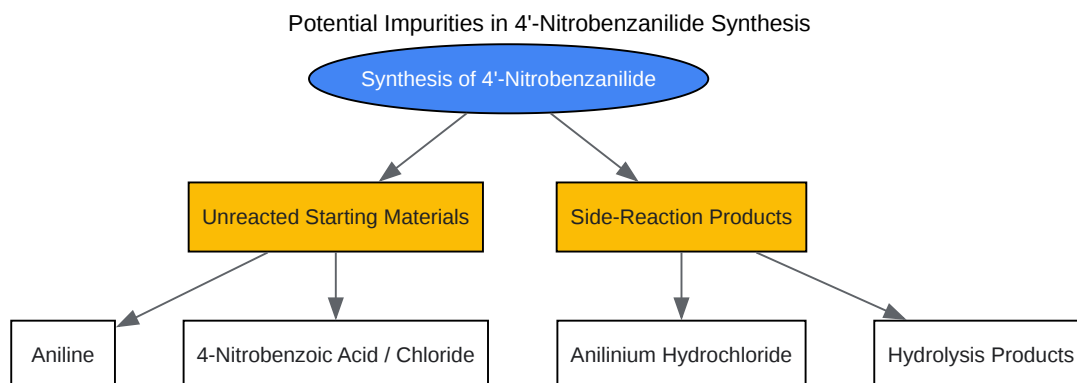 Potential Impurities in 4'-Nitrobenzanilide Synthesis
Synthesis of 4'-Nitrobenzanilide
Unreacted Starting Materials
Side-Reaction Products
Aniline
4-Nitrobenzoic Acid / Chloride
Anilinium Hydrochloride
Hydrolysis Products